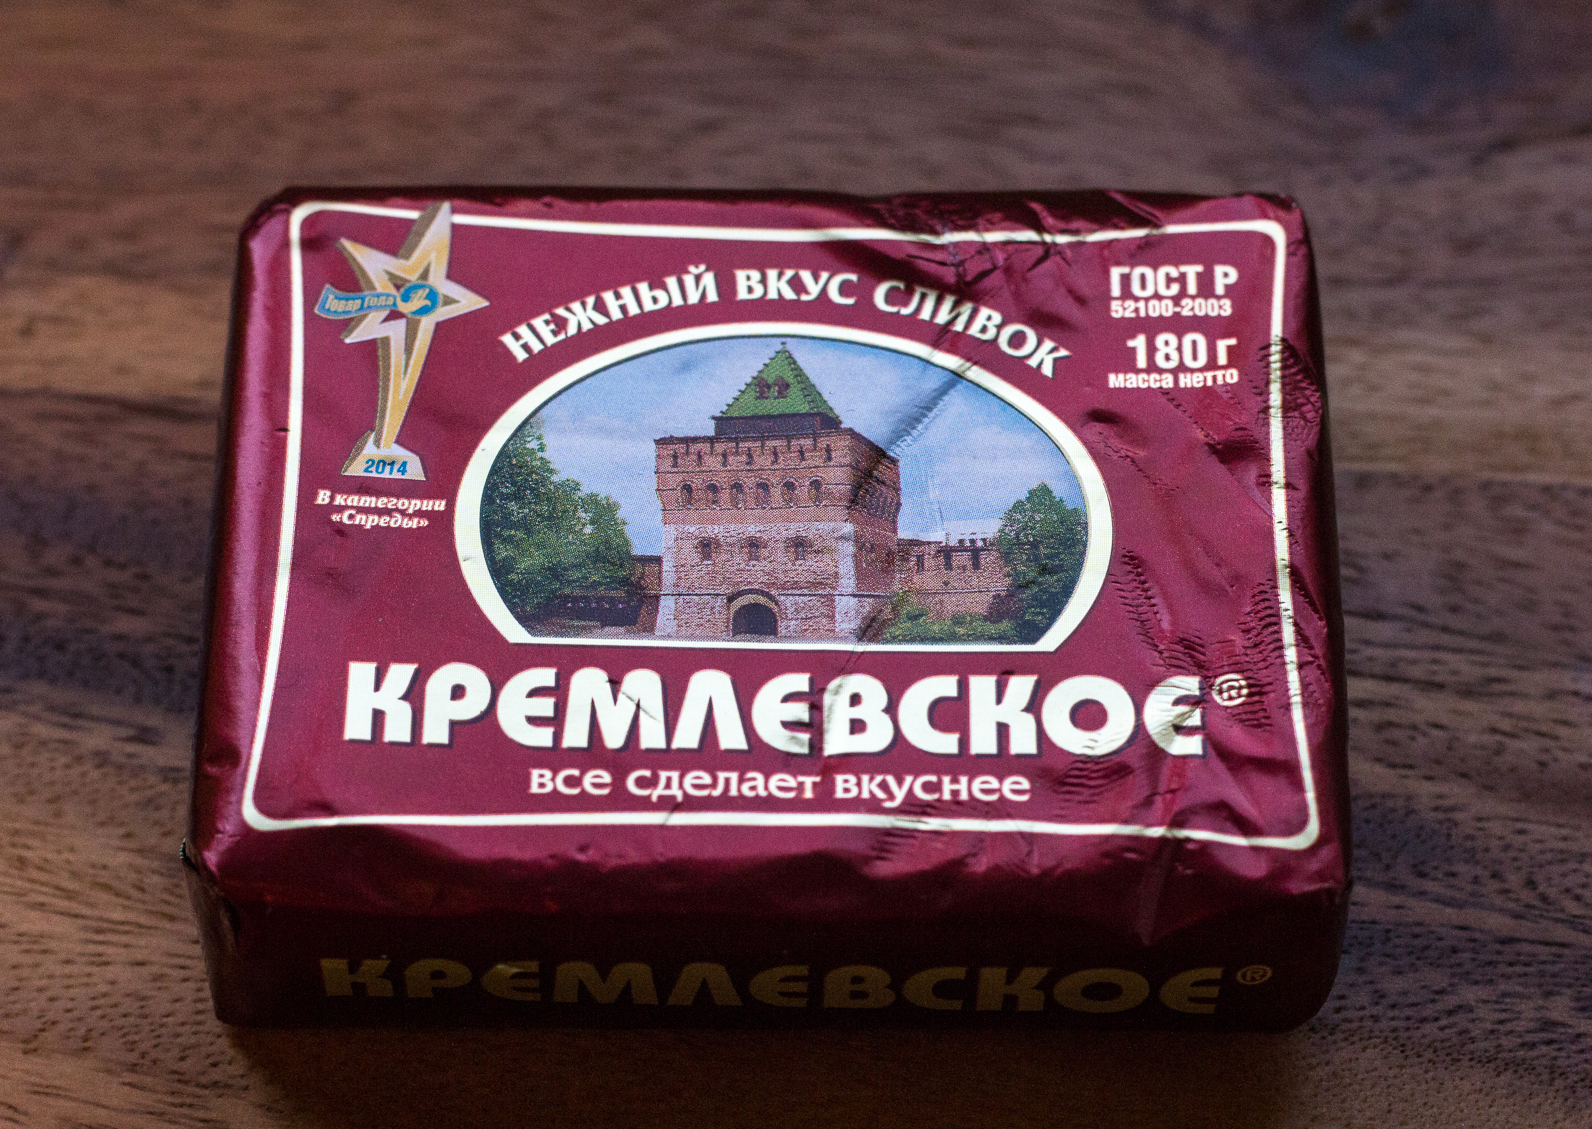 Товар года
2014
В категории
«Спреды»
НЕЖНЫЙ ВКУС СЛИВОК
ГОСТ Р
52100-2003
180 г
масса нетто
КРЕМЛЕВСКОЕ®
все сделает вкуснее
КРЕМЛЕВСКОЕ®